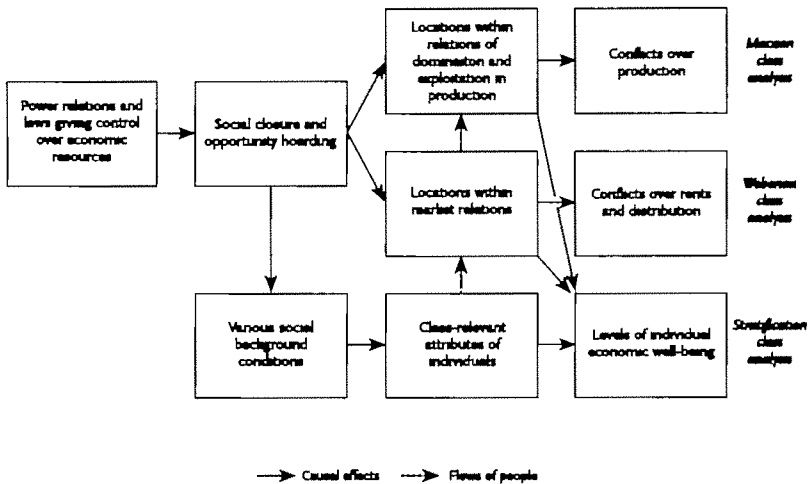 Power relations and
laws giving control
over economic
resources
Social closure and
opportunity hoarding
Locations within
relations of
domination and
exploitation in
production
Conflicts over
production
Marxian
class
analysis
Locations within
market relations
Conflicts over rents
and distribution
Weberian
class
analysis
Various social
background
conditions
Class-relevant
attributes of
individuals
Levels of individual
economic well-being
Stratification
class
analysis
Causal effects
Flows of people